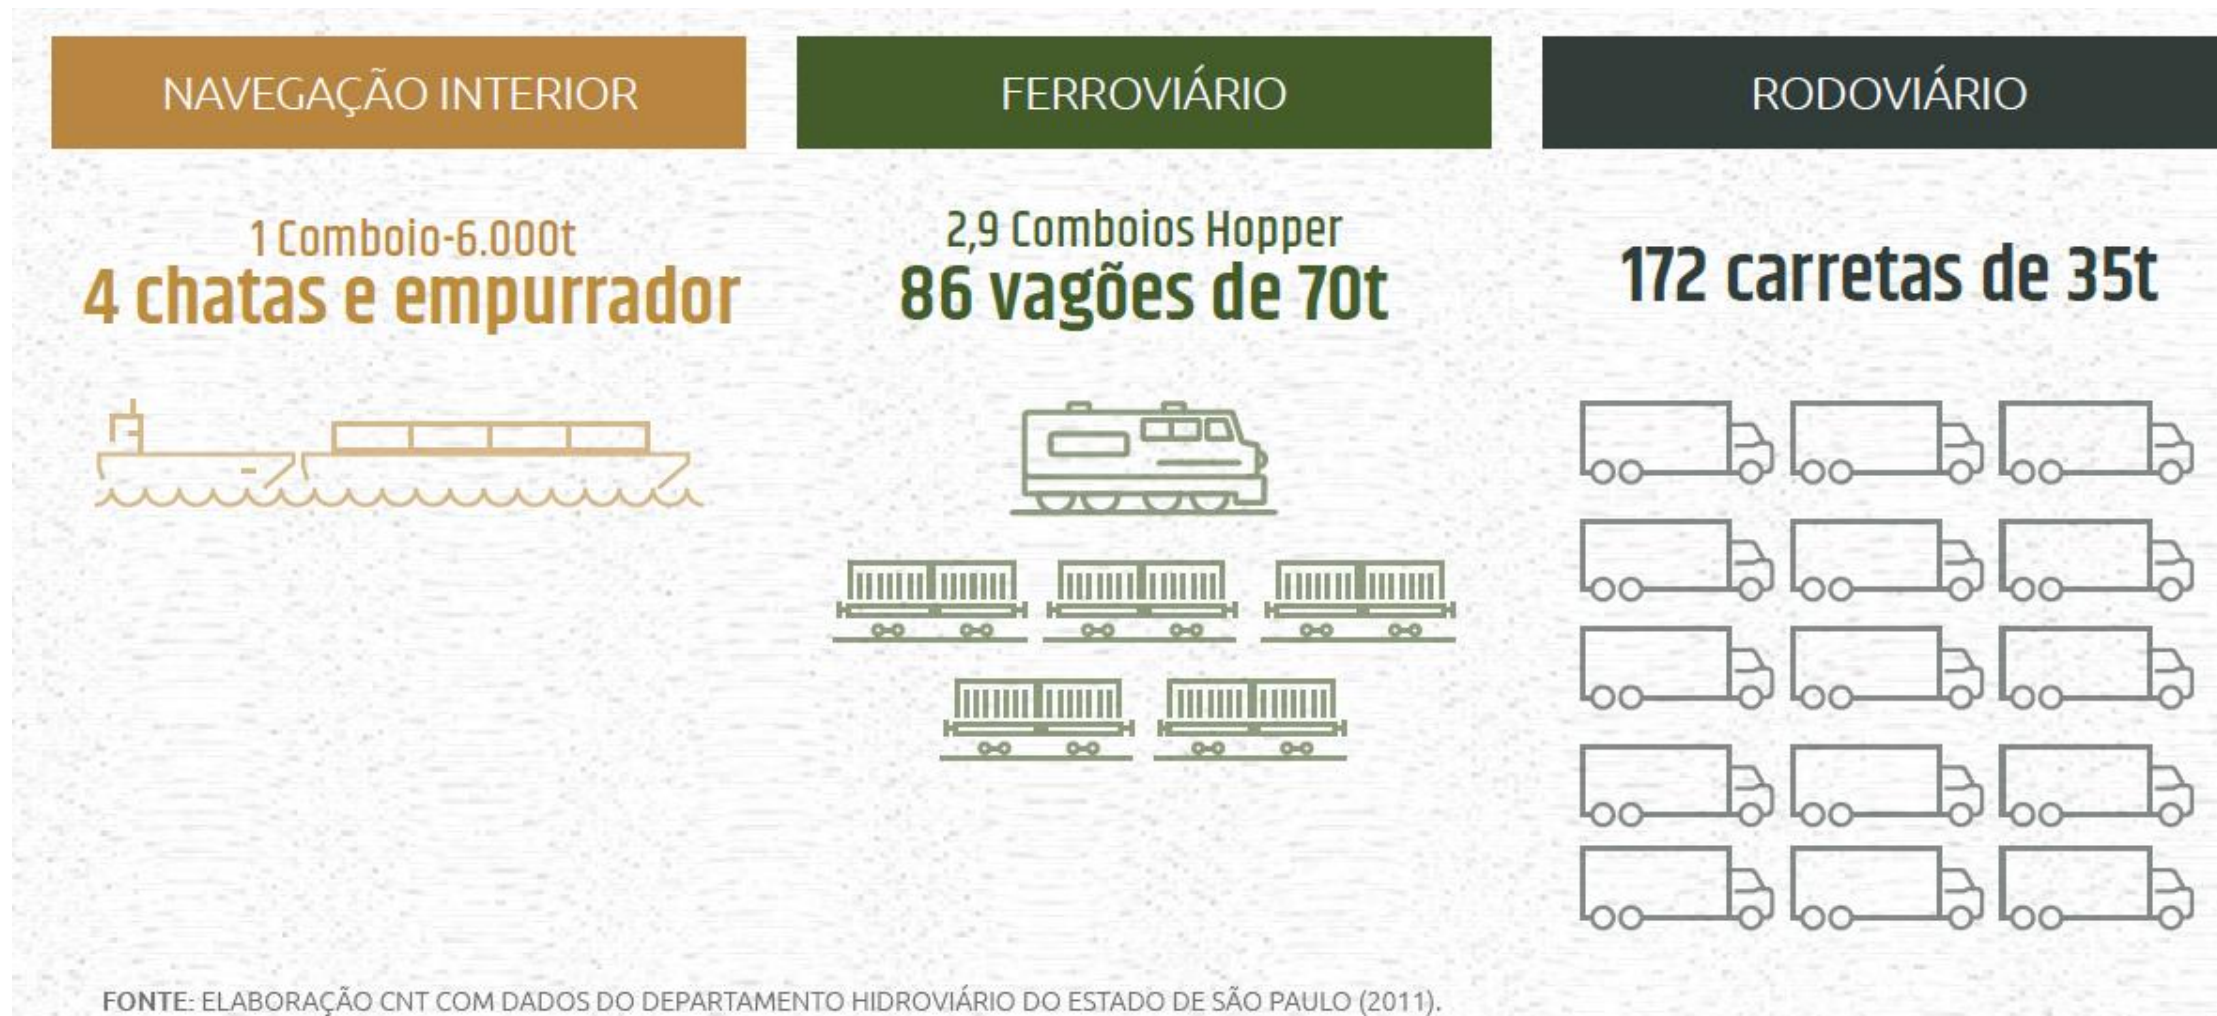 NAVEGAÇÃO INTERIOR
1 Comboio-6.000t
4 chatas e empurrador
FERROVIÁRIO
2,9 Comboios Hopper
86 vagões de 70t
RODOVIÁRIO
172 carretas de 35t
FONTE: ELABORAÇÃO CNT COM DADOS DO DEPARTAMENTO HIDROVIÁRIO DO ESTADO DE SÃO PAULO (2011).